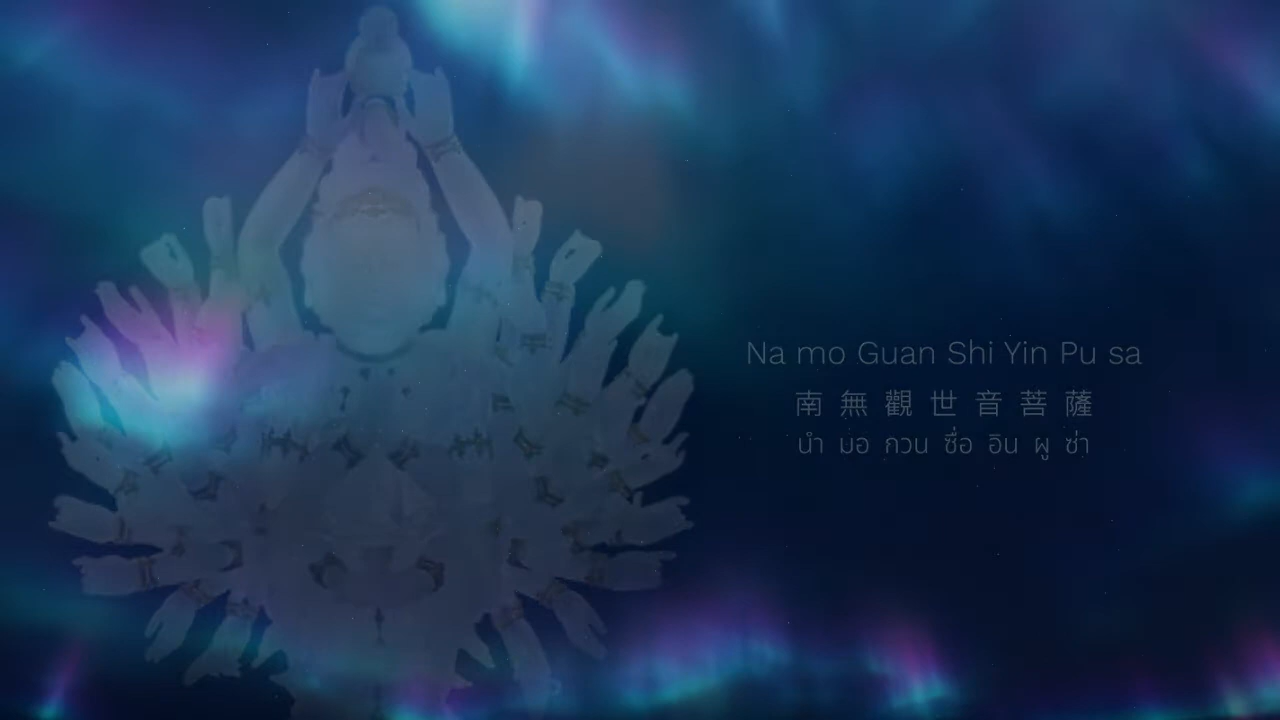 Na mo Guan Shi Yin Pu sa
南 無 觀 世 音 菩 薩
นำ มอ กวน ซื่อ อิน ผู ซ่า